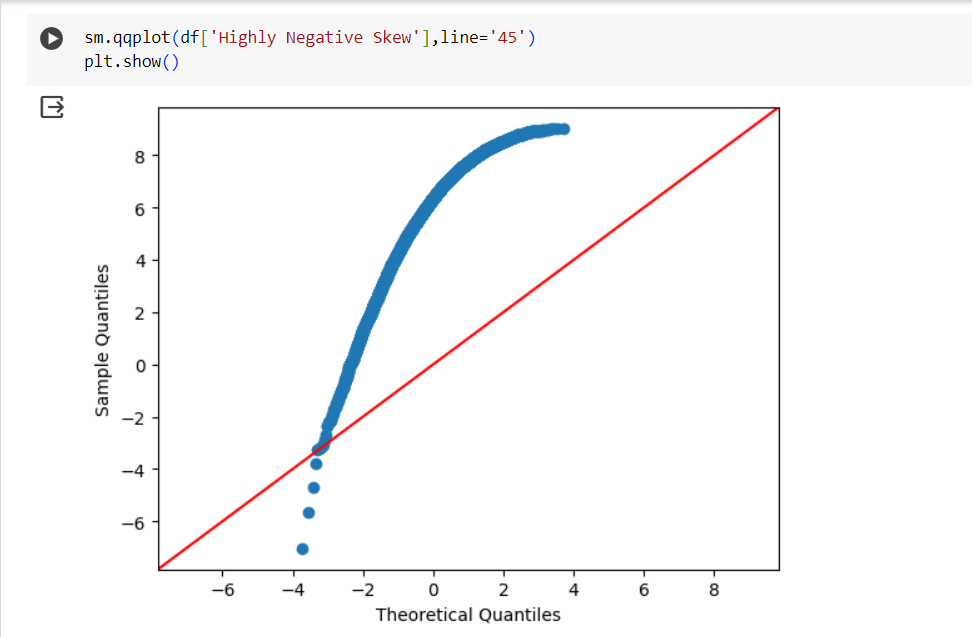 sm.qqplot(df['Highly Negative Skew'],line='45')
plt.show()
8
6
4
2
0
−2
−4
−6
Sample Quantiles
−6 −4 −2 0 2 4 6 8
Theoretical Quantiles